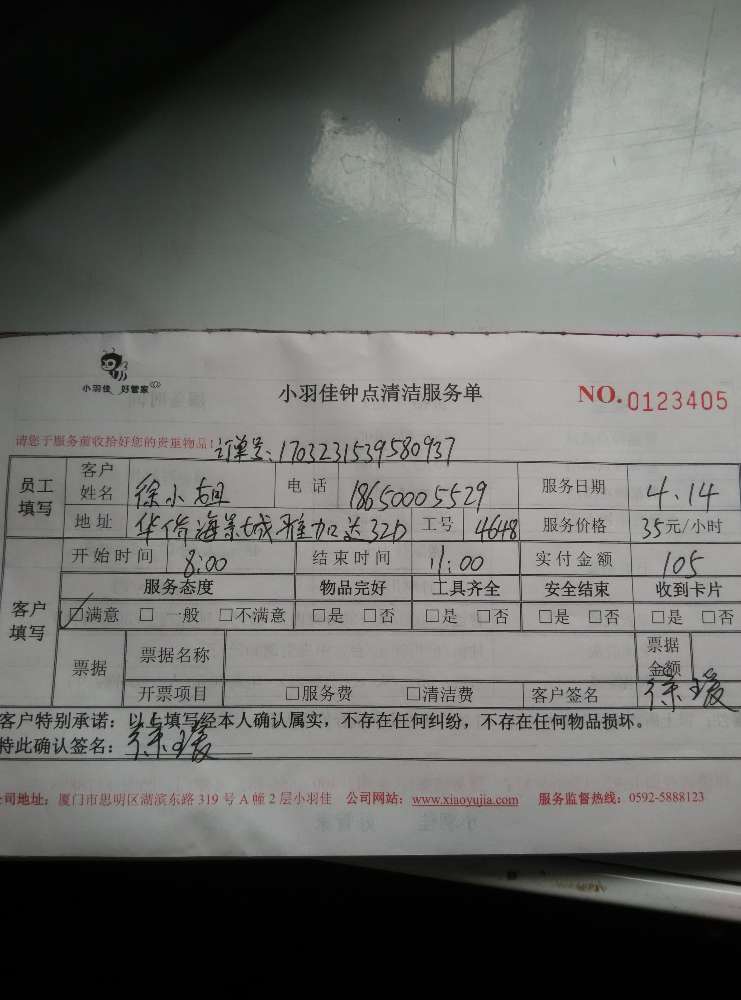 小羽佳 好管家
小羽佳钟点清洁服务单
NO.0123405
请您于服务前收拾好您的贵重物品!订单号:1703231539580937
员工填写 客户姓名 徐小姐 电话 18650005529 服务日期 4.14
地址 华侨海景城雅加达32D 工号 4648 服务价格 35元/小时
客户填写 开始时间 8:00 结束时间 11:00 实付金额 105
服务态度 物品完好 工具齐全 安全结束 收到卡片
☑满意 □一般 □不满意 □是 □否 □是 □否 □是 □否 □是 □否
票据 票据名称 票据金额
开票项目 □服务费 □清洁费 客户签名 徐瑷
客户特别承诺:以上填写经本人确认属实,不存在任何纠纷,不存在任何物品损坏。
特此确认签名:徐瑷
公司地址:厦门市思明区湖滨东路 319 号 A 幢 2 层小羽佳 公司网站:www.xiaoyujia.com 服务监督热线:0592-5888123